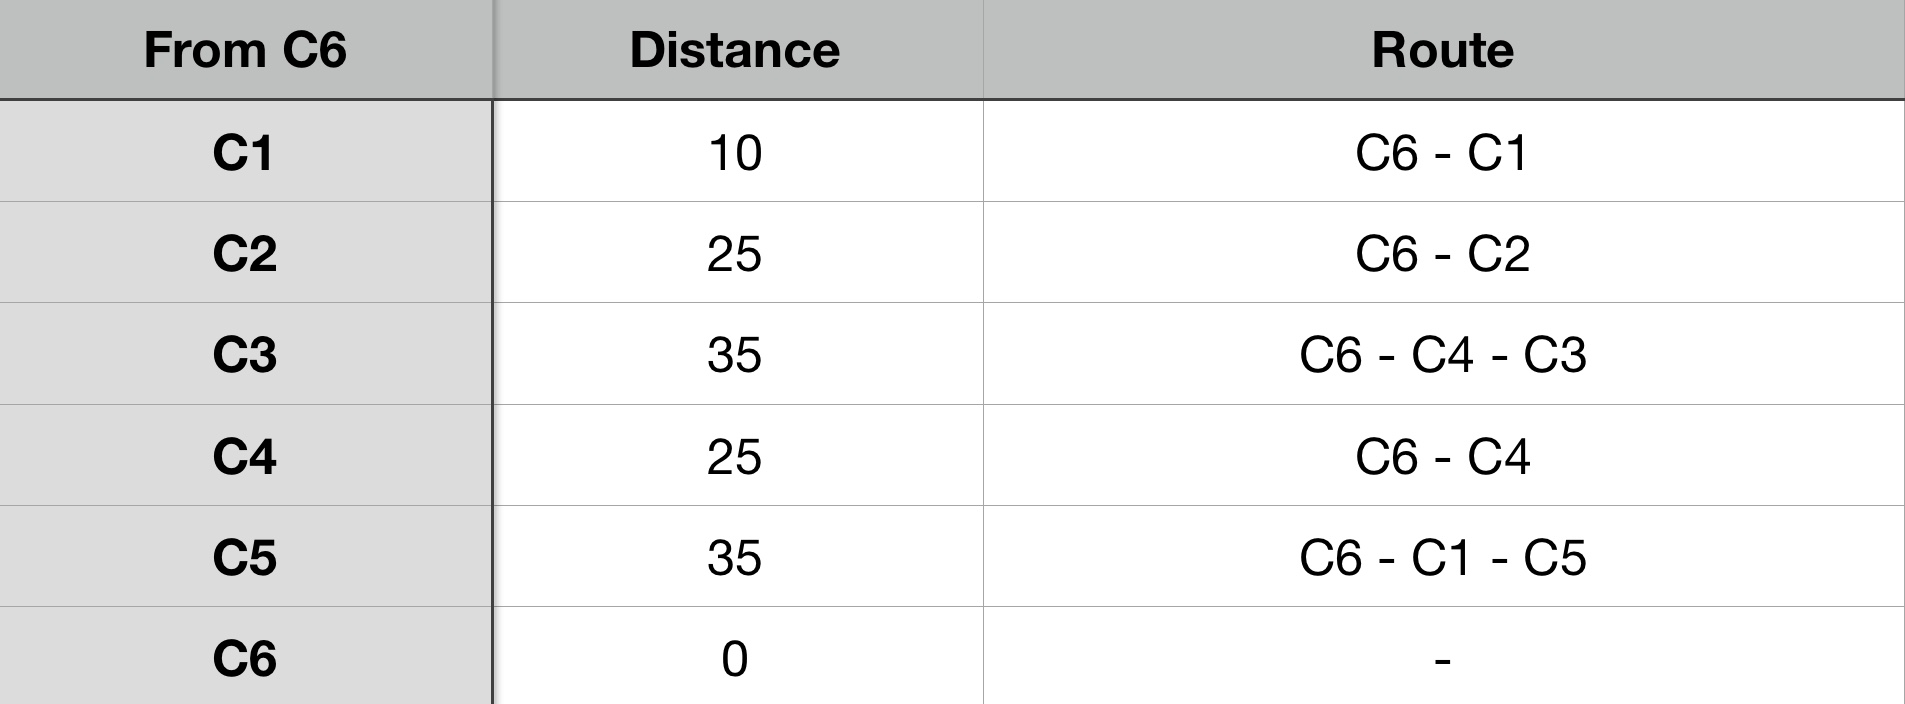 From C6 Distance Route
C1 10 C6 - C1
C2 25 C6 - C2
C3 35 C6 - C4 - C3
C4 25 C6 - C4
C5 35 C6 - C1 - C5
C6 0 -